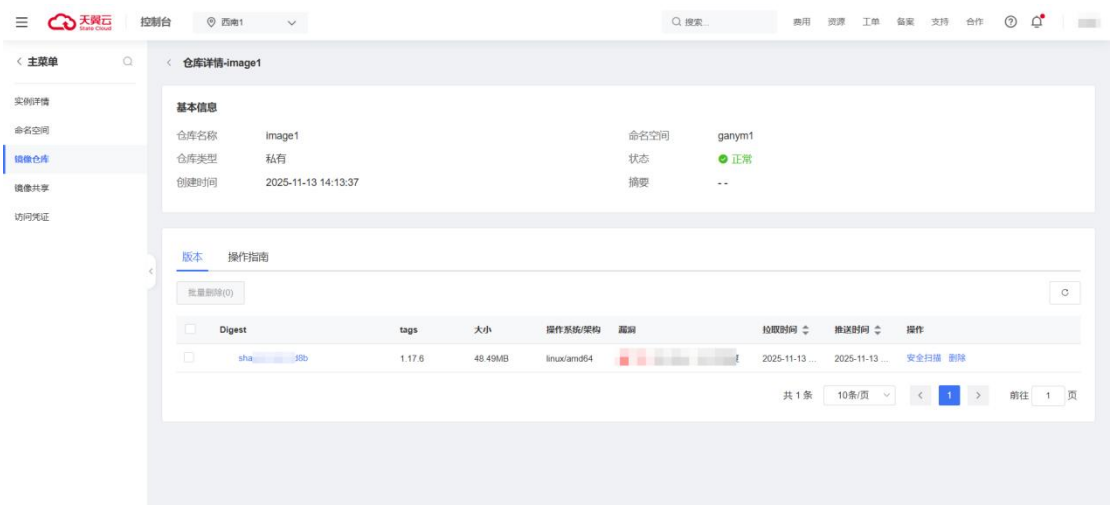 天翼云 State Cloud 控制台 西南1 搜索... 费用 资源 工单 备案 支持 合作
主菜单
仓库详情-image1
实例详情
命名空间
镜像仓库
镜像共享
访问凭证
基本信息
仓库名称 image1 命名空间 ganym1
仓库类型 私有 状态 正常
创建时间 2025-11-13 14:13:37 摘要 - -
版本 操作指南
批量删除(0)
Digest tags 大小 操作系统/架构 漏洞 拉取时间 推送时间 操作
sha d8b 1.17.6 48.49MB linux/amd64 2025-11-13 ... 2025-11-13 ... 安全扫描 删除
共 1 条 10条/页 1 前往 1 页